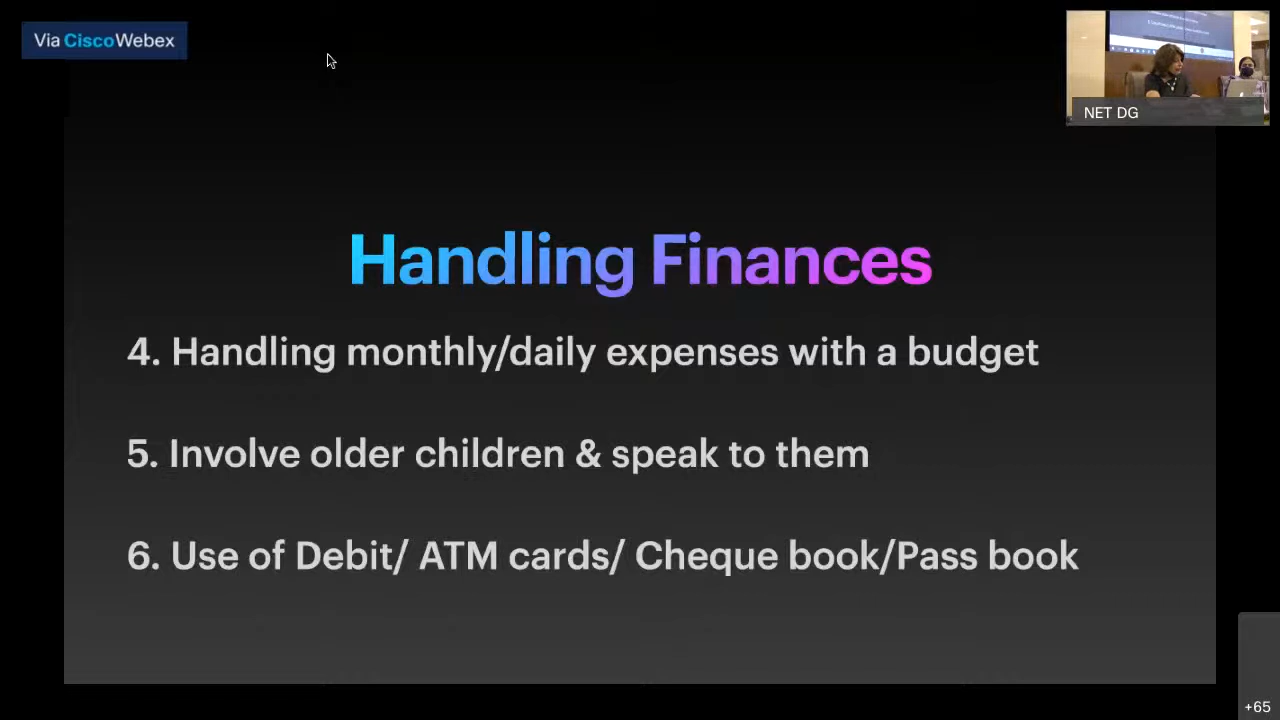 Via CiscoWebex
NET DG
Handling Finances
4. Handling monthly/daily expenses with a budget
5. Involve older children & speak to them
6. Use of Debit/ ATM cards/ Cheque book/Pass book
+65